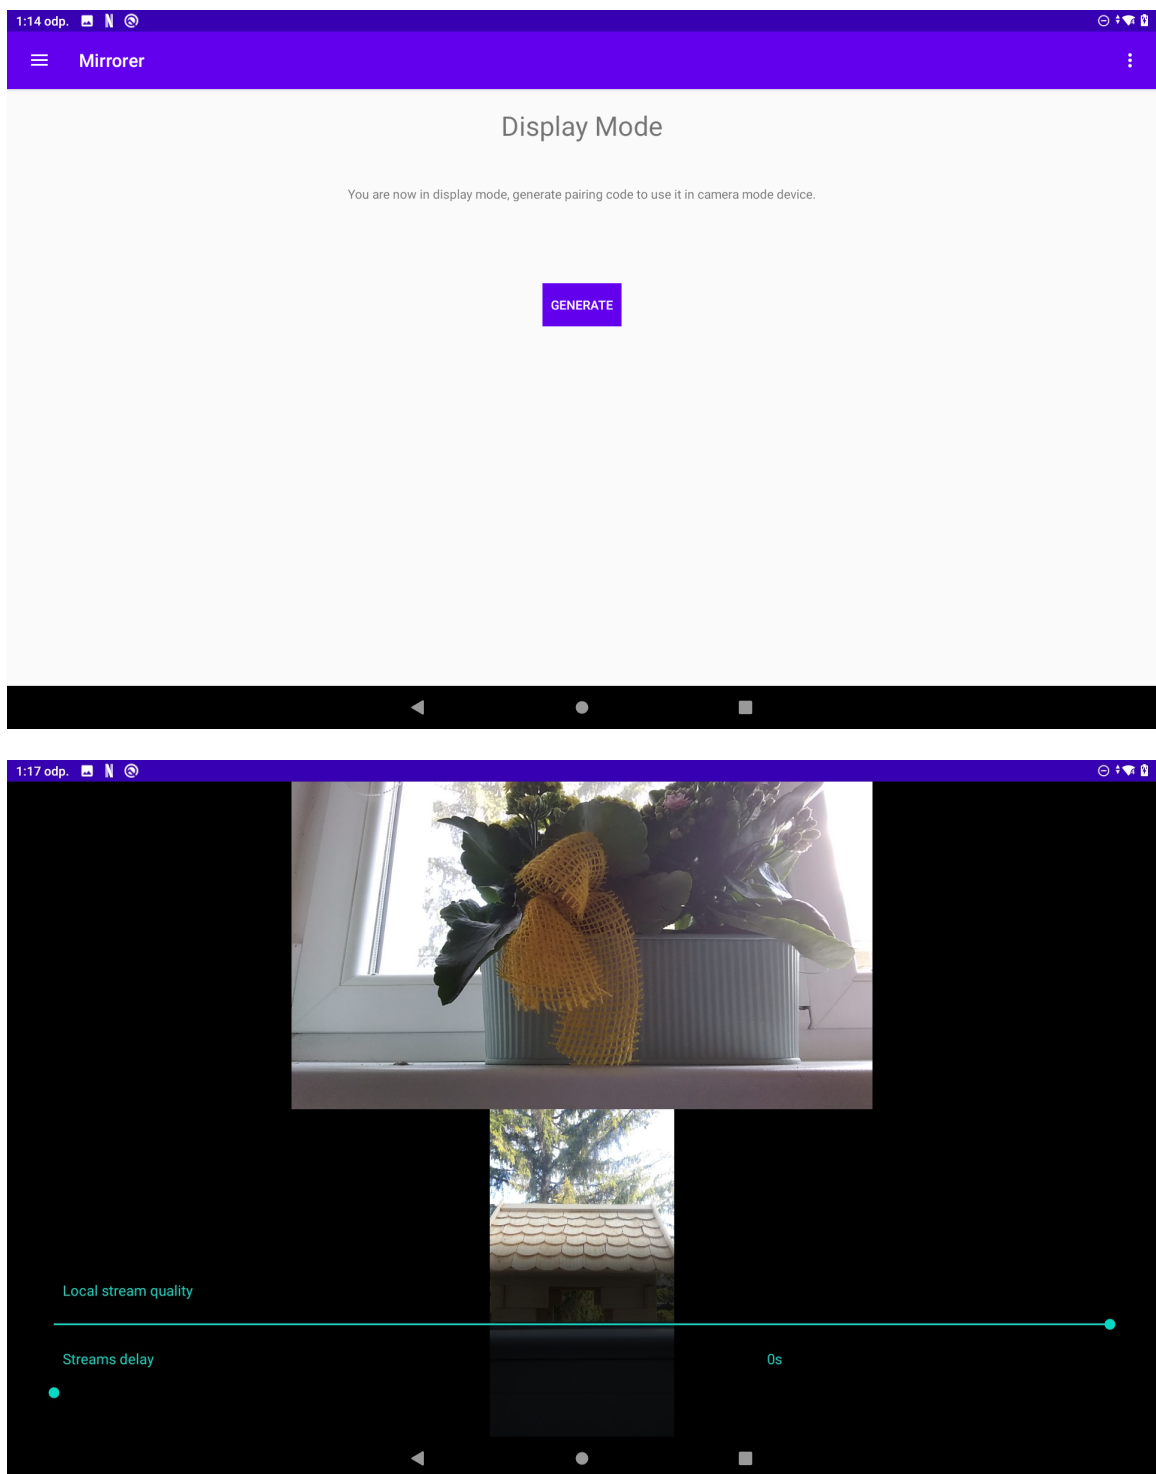 1:14 odp.
Mirrorer
Display Mode
You are now in display mode, generate pairing code to use it in camera mode device.
GENERATE
1:17 odp.
Local stream quality
Streams delay 0s